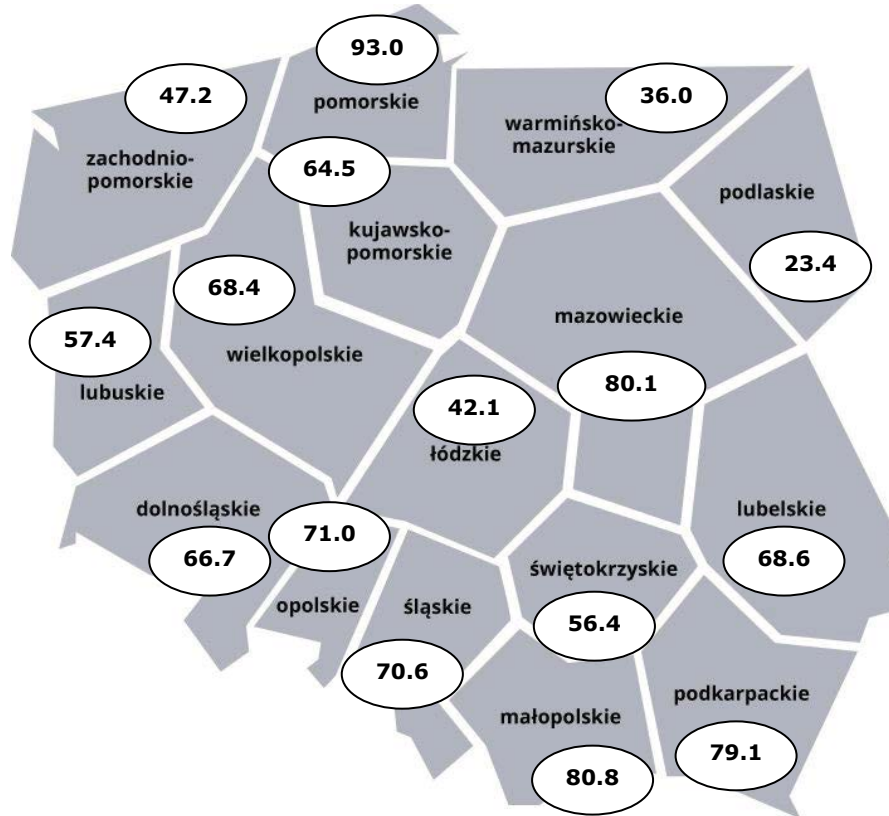 93.0
pomorskie
47.2
zachodnio-
pomorskie
36.0
warmińsko-
mazurskie
64.5
kujawsko-
pomorskie
podlaskie
23.4
68.4
wielkopolskie
57.4
lubuskie
mazowieckie
80.1
42.1
łódzkie
dolnośląskie
66.7
71.0
opolskie
śląskie
70.6
świętokrzyskie
56.4
lubelskie
68.6
małopolskie
80.8
podkarpackie
79.1